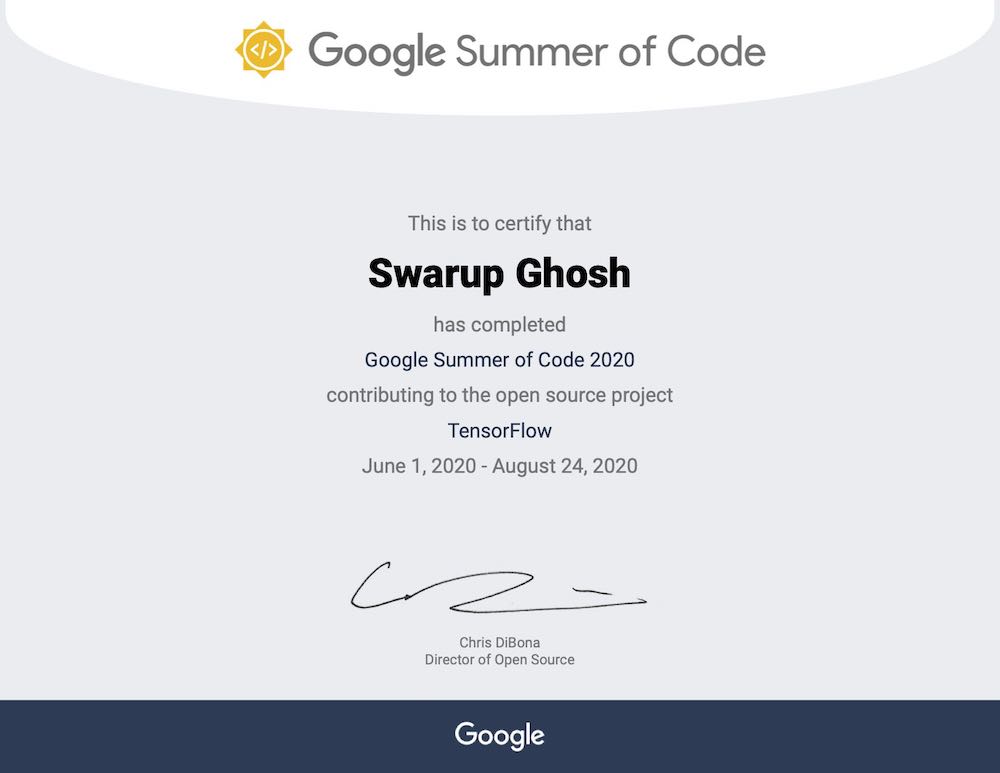 </> Google Summer of Code
This is to certify that
Swarup Ghosh
has completed
Google Summer of Code 2020
contributing to the open source project
TensorFlow
June 1, 2020 - August 24, 2020
Chris DiBona
Director of Open Source
Google